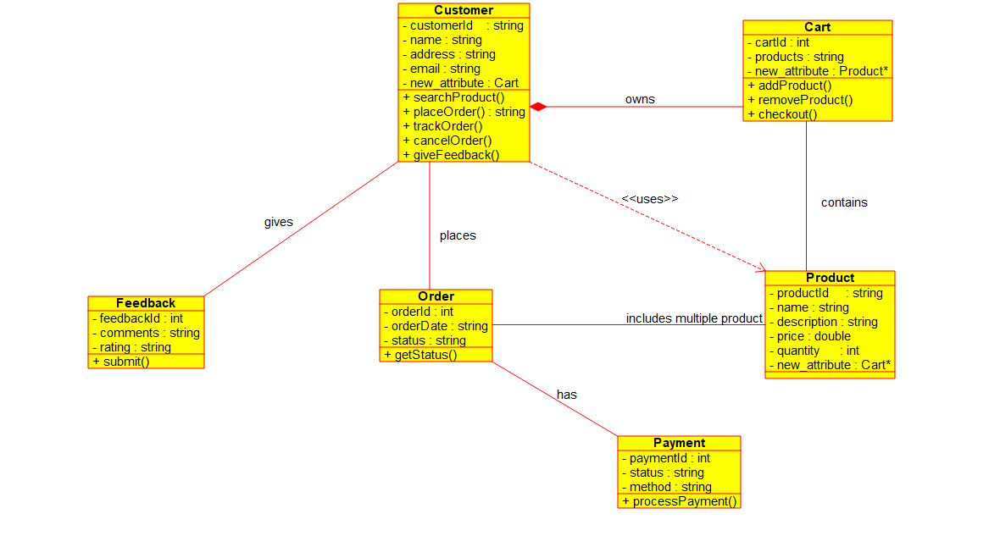 Customer
- customerId : string
- name : string
- address : string
- email : string
- new_attribute : Cart
+ searchProduct()
+ placeOrder() : string
+ trackOrder()
+ cancelOrder()
+ giveFeedback()
Cart
- cartId : int
- products : string
- new_attribute : Product*
+ addProduct()
+ removeProduct()
+ checkout()
owns
<<uses>>
contains
gives
places
Feedback
- feedbackId : int
- comments : string
- rating : string
+ submit()
Order
- orderId : int
- orderDate : string
- status : string
+ getStatus()
includes multiple product
Product
- productId : string
- name : string
- description : string
- price : double
- quantity : int
- new_attribute : Cart*
has
Payment
- paymentId : int
- status : string
- method : string
+ processPayment()